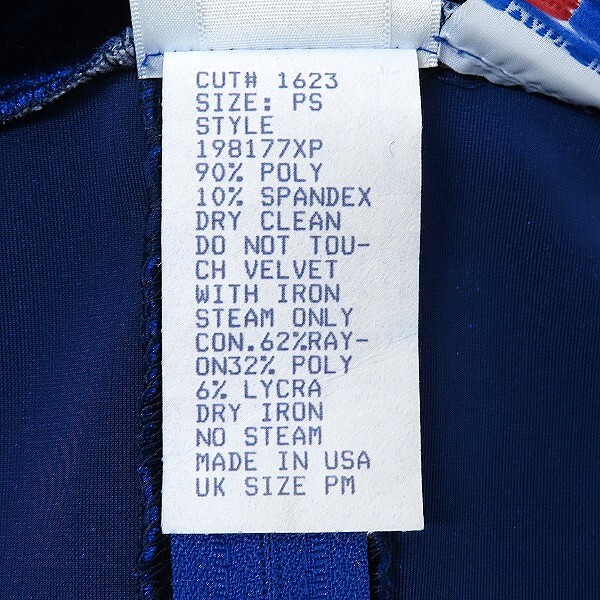 CUT# 1623
SIZE: PS
STYLE
198177XP
90% POLY
10% SPANDEX
DRY CLEAN
DO NOT TOU-
CH VELVET
WITH IRON
STEAM ONLY
CON.62%RAY-
ON32% POLY
6% LYCRA
DRY IRON
NO STEAM
MADE IN USA
UK SIZE PM